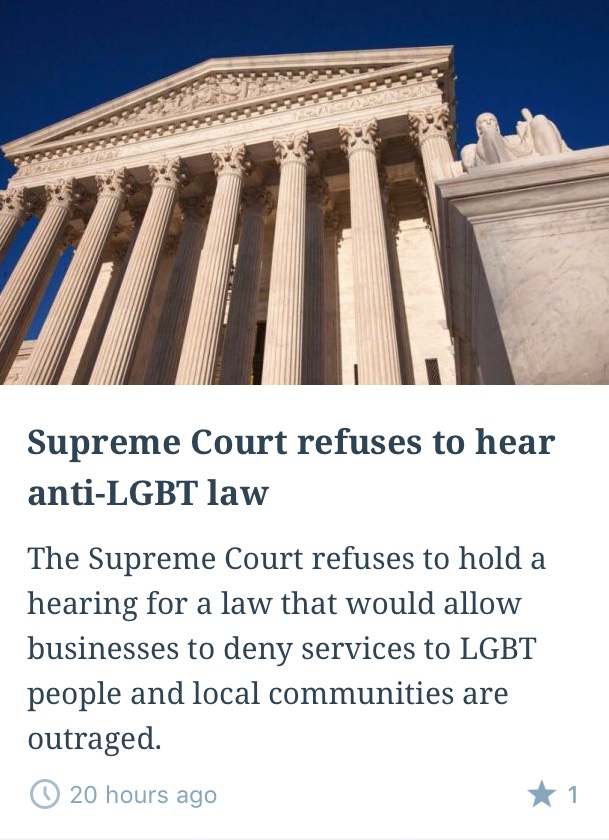 Supreme Court refuses to hear
anti-LGBT law
The Supreme Court refuses to hold a
hearing for a law that would allow
businesses to deny services to LGBT
people and local communities are
outraged.
20 hours ago
1